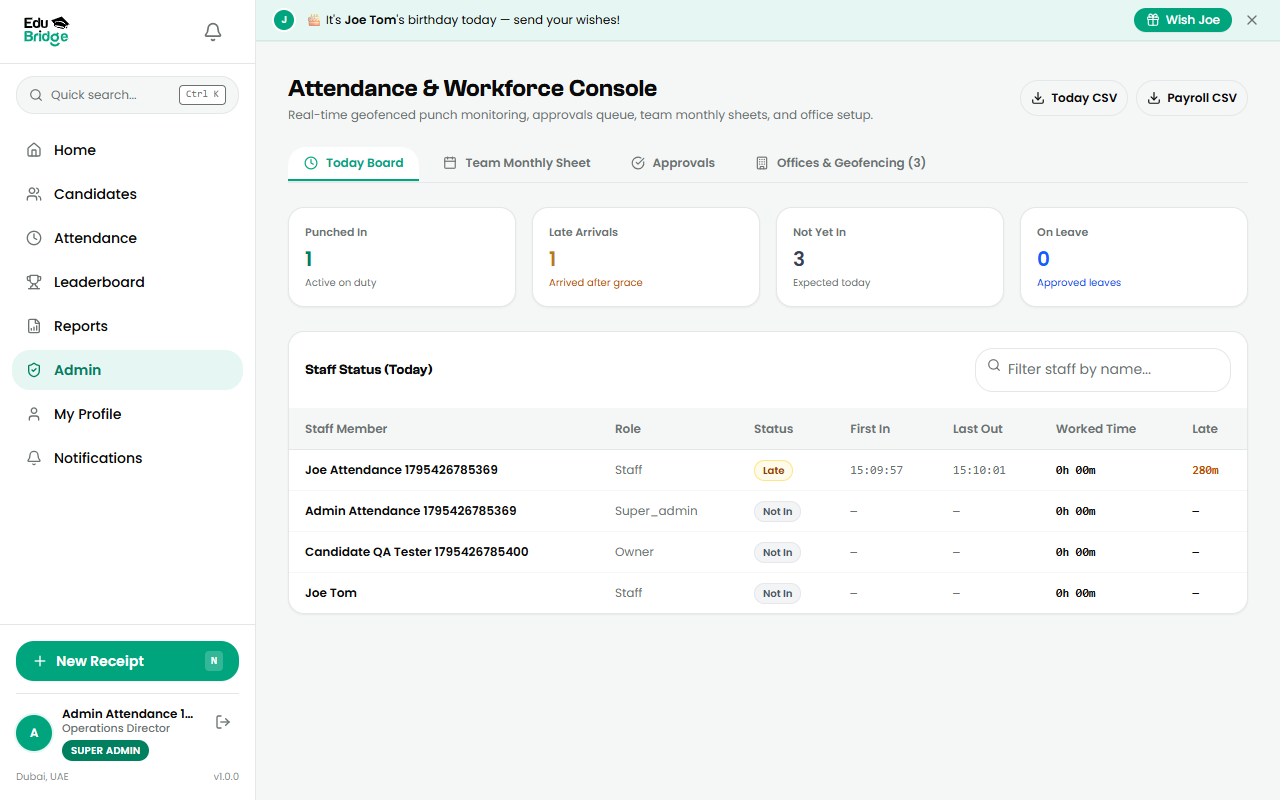 Edu
Bridge
Quick search...
Ctrl K
Home
Candidates
Attendance
Leaderboard
Reports
Admin
My Profile
Notifications
New Receipt
N
A
Admin Attendance 1...
Operations Director
SUPER ADMIN
Dubai, UAE
v1.0.0
J
🎂 It's Joe Tom's birthday today — send your wishes!
Wish Joe
Attendance & Workforce Console
Real-time geofenced punch monitoring, approvals queue, team monthly sheets, and office setup.
Today CSV
Payroll CSV
Today Board
Team Monthly Sheet
Approvals
Offices & Geofencing (3)
Punched In
1
Active on duty
Late Arrivals
1
Arrived after grace
Not Yet In
3
Expected today
On Leave
0
Approved leaves
Staff Status (Today)
Filter staff by name...
Staff Member Role Status First In Last Out Worked Time Late
Joe Attendance 1795426785369 Staff Late 15:09:57 15:10:01 0h 00m 280m
Admin Attendance 1795426785369 Super_admin Not In — — 0h 00m —
Candidate QA Tester 1795426785400 Owner Not In — — 0h 00m —
Joe Tom Staff Not In — — 0h 00m —